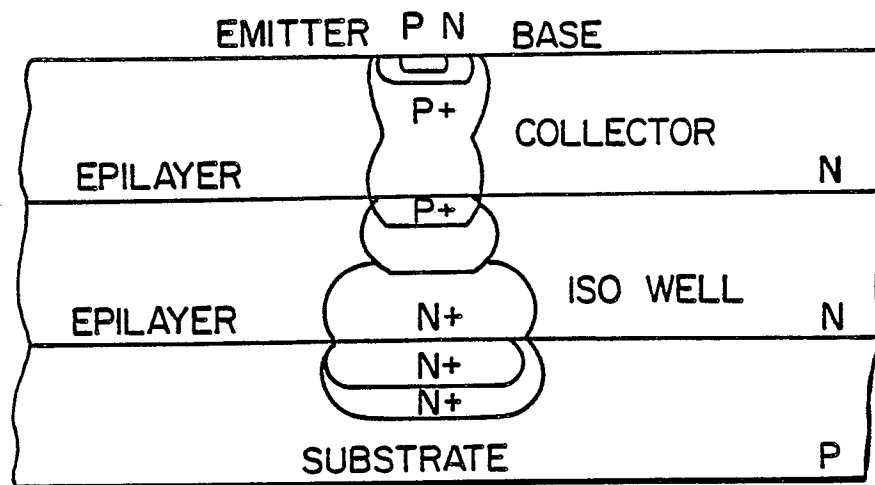 EMITTER P N BASE
P+
COLLECTOR
EPILAYER N
P+
ISO WELL
EPILAYER N+ N
N+
N+
SUBSTRATE P